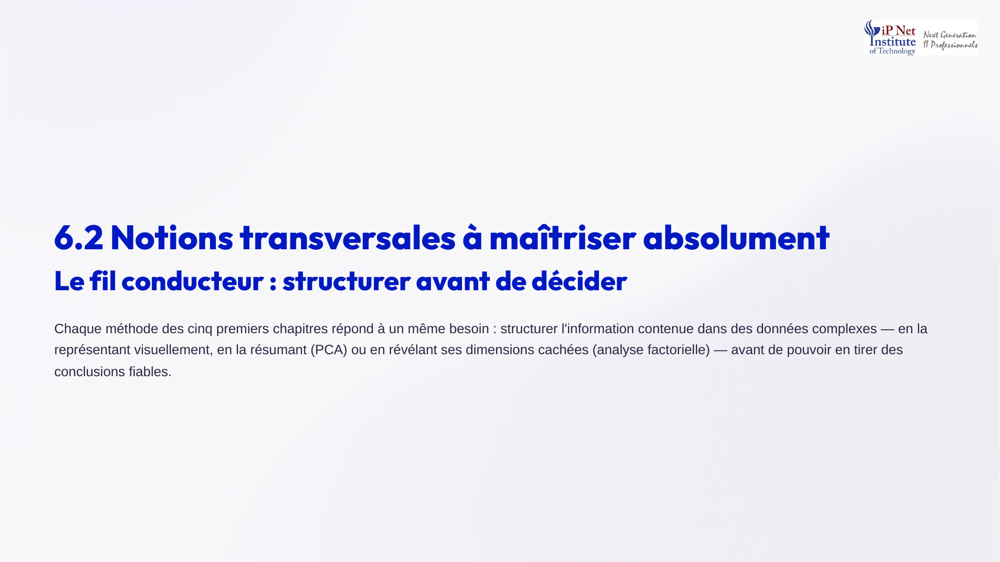 iP Net
Institute
of Technology
Next Generation
IT Professionnels
6.2 Notions transversales à maîtriser absolument
Le fil conducteur : structurer avant de décider
Chaque méthode des cinq premiers chapitres répond à un même besoin : structurer l'information contenue dans des données complexes — en la
représentant visuellement, en la résumant (PCA) ou en révélant ses dimensions cachées (analyse factorielle) — avant de pouvoir en tirer des
conclusions fiables.